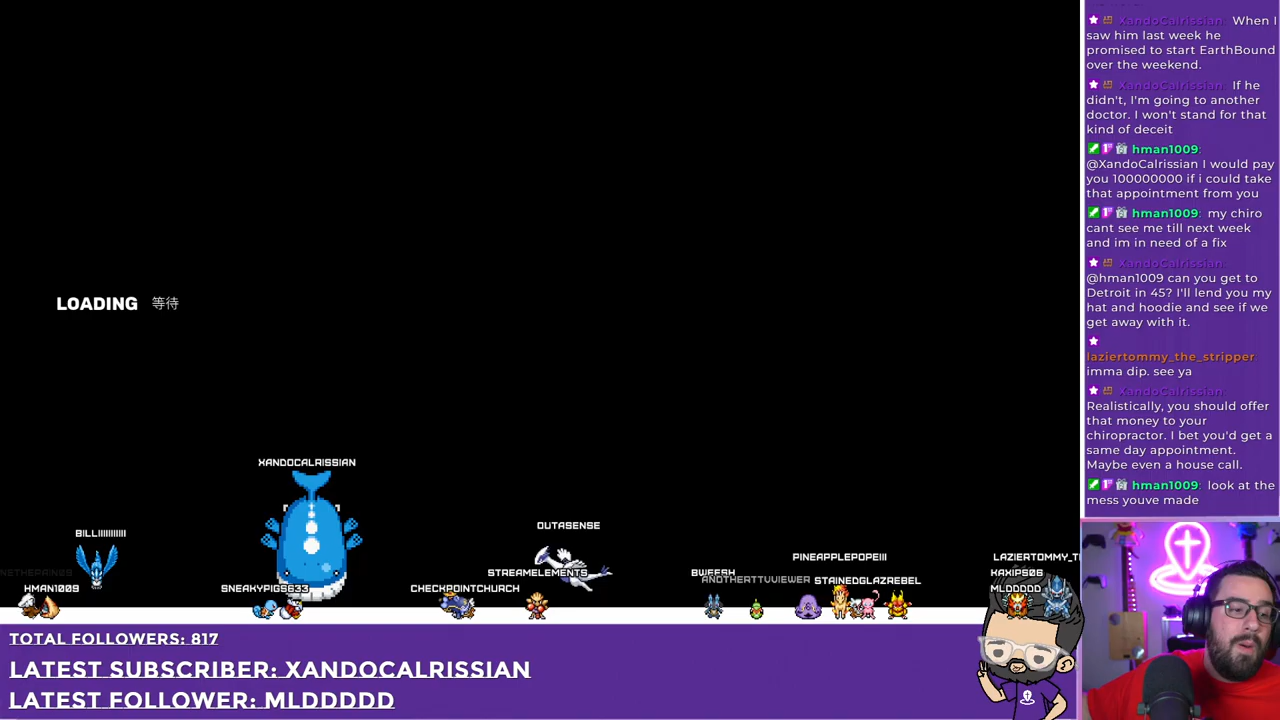 XandoCalrissian: When I
saw him last week he
promised to start EarthBound
over the weekend.
XandoCalrissian: If he
didn't, I'm going to another
doctor. I won't stand for that
kind of deceit
hman1009:
@XandoCalrissian I would pay
you 100000000 if i could take
that appointment from you
hman1009: my chiro
cant see me till next week
and im in need of a fix
XandoCalrissian:
@hman1009 can you get to
Detroit in 45? I'll lend you my
hat and hoodie and see if we
get away with it.
laziertommy_the_stripper:
imma dip. see ya
XandoCalrissian:
Realistically, you should offer
that money to your
chiropractor. I bet you'd get a
same day appointment.
Maybe even a house call.
hman1009: look at the
mess youve made
LOADING 等待
XANDOCALRISSIAN
OUTASENSE
BILLIIIIIIIIII
PINEAPPLEPOPEIII
LAZIERTOMMY_T
STREAMELEMENTS
BWEESH
KAXIPS06
ANOTHERTTVVIEWER
STAINEDGLAZREBEL
HMAN1009
SNEAKYPIGS633
CHECKPOINTCHURCH
MLDDDDD
TOTAL FOLLOWERS: 817
LATEST SUBSCRIBER: XANDOCALRISSIAN
LATEST FOLLOWER: MLDDDDD